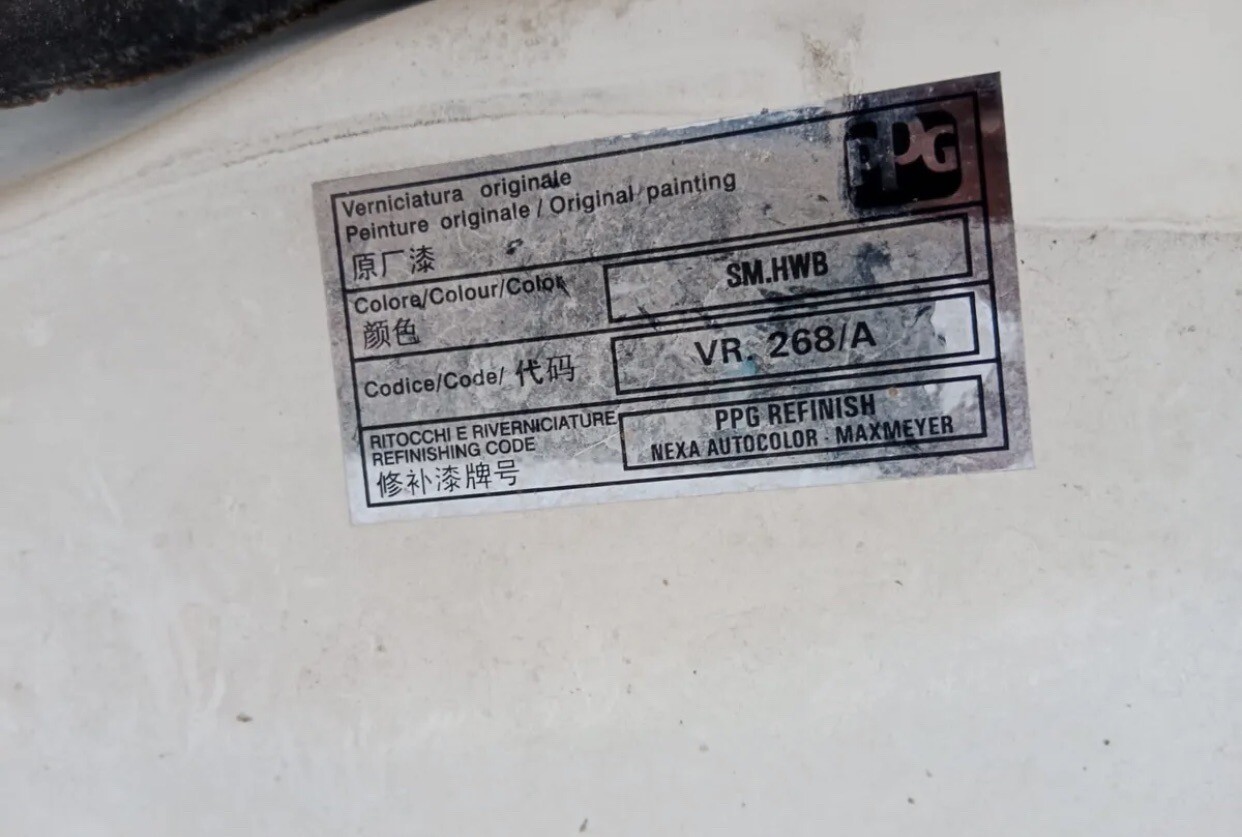 PPG
Verniciatura originale
Peinture originale / Original painting
原厂漆
Colore/Colour/Color
颜色
SM.HWB
Codice/Code/ 代码
VR. 268/A
RITOCCHI E RIVERNICIATURE
REFINISHING CODE
修补漆牌号
PPG REFINISH
NEXA AUTOCOLOR · MAXMEYER